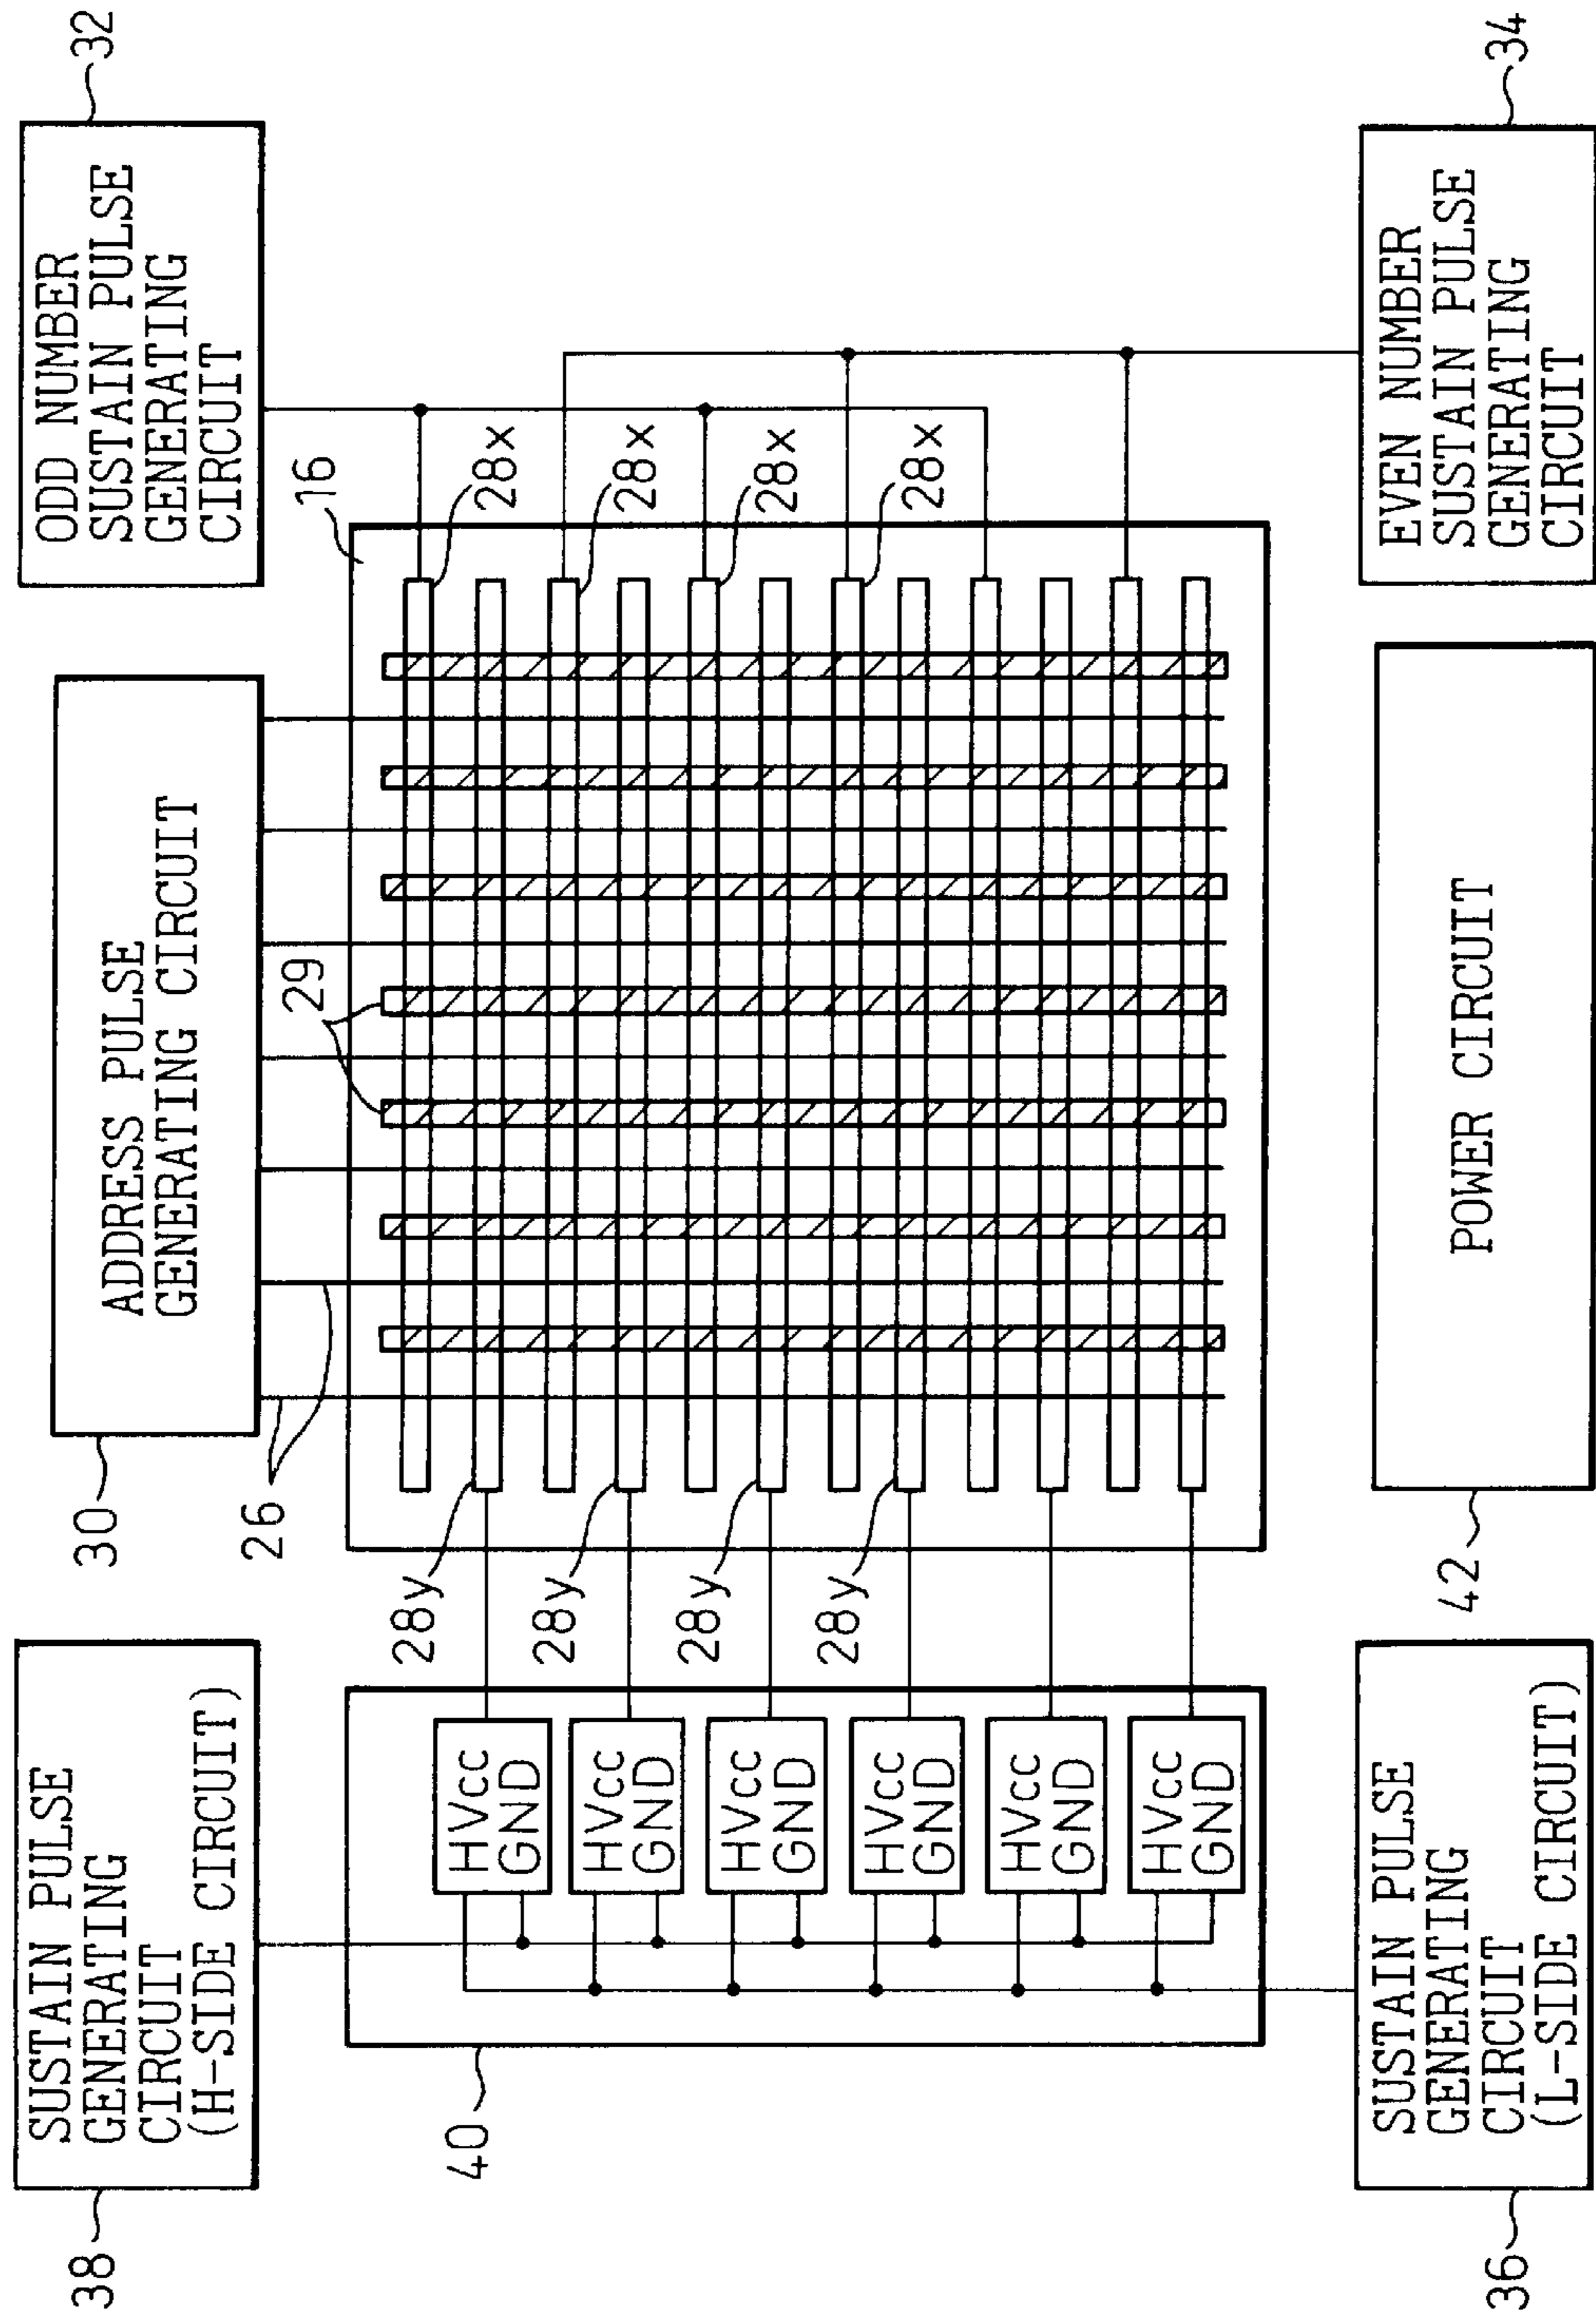 38
SUSTAIN PULSE
GENERATING
CIRCUIT
(H-SIDE CIRCUIT)
30
ADDRESS PULSE
GENERATING CIRCUIT
ODD NUMBER
SUSTAIN PULSE
GENERATING
CIRCUIT
32
26
29
16
40
HVcc
GND
HVcc
GND
HVcc
GND
HVcc
GND
HVcc
GND
HVcc
GND
28y
28y
28y
28y
28x
28x
28x
28x
36
SUSTAIN PULSE
GENERATING
CIRCUIT
(L-SIDE CIRCUIT)
42
POWER CIRCUIT
EVEN NUMBER
SUSTAIN PULSE
GENERATING
CIRCUIT
34